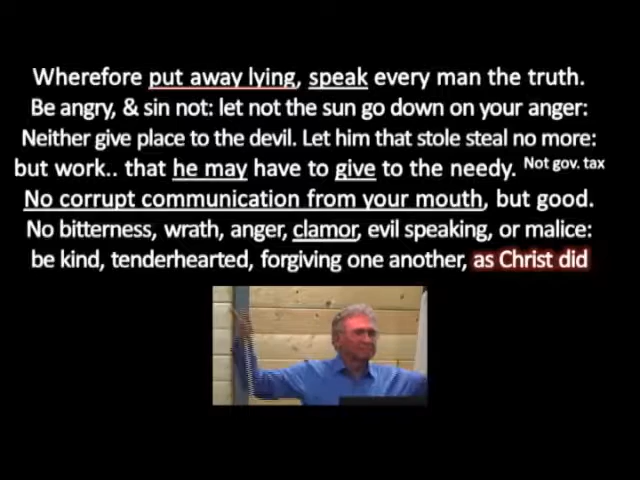 Wherefore put away lying, speak every man the truth.
Be angry, & sin not: let not the sun go down on your anger:
Neither give place to the devil. Let him that stole steal no more:
but work.. that he may have to give to the needy. Not gov. tax
No corrupt communication from your mouth, but good.
No bitterness, wrath, anger, clamor, evil speaking, or malice:
be kind, tenderhearted, forgiving one another, as Christ did